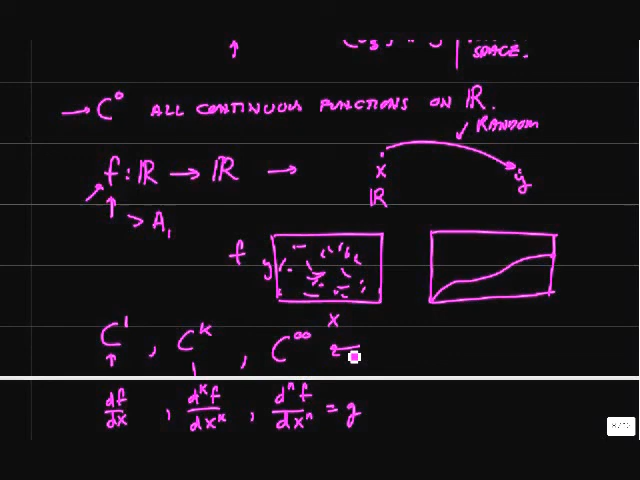 SPACE.
→ C⁰ ALL CONTINUOUS FUNCTIONS ON ℝ.
RANDOM
f : ℝ → ℝ → x y
ℝ
> A₁
f y
x
C¹ , Cᵏ , C^∞
df/dx , dᵏf/dxᵏ , dⁿf/dxⁿ = g